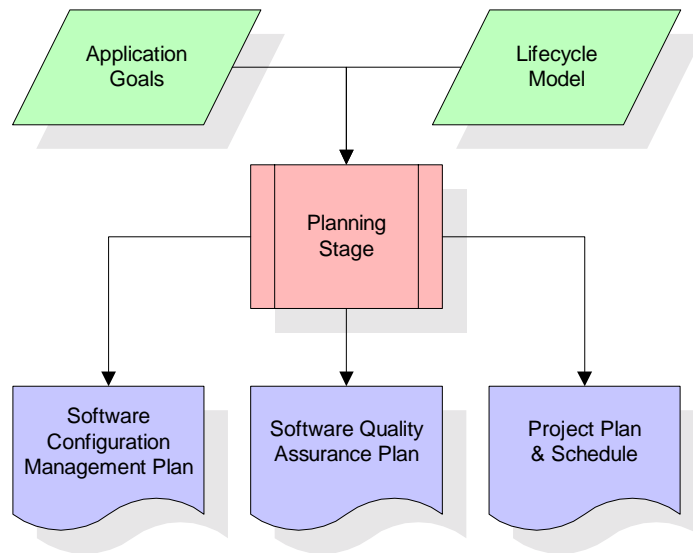 Application
Goals
Lifecycle
Model
Planning
Stage
Software
Configuration
Management Plan
Software Quality
Assurance Plan
Project Plan
& Schedule